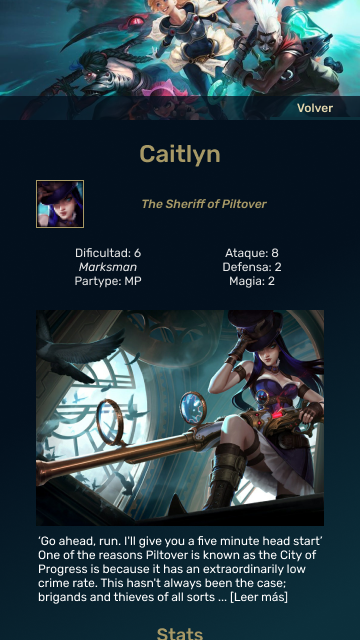 Volver
Caitlyn
The Sheriff of Piltover
Dificultad: 6
Marksman
Partype: MP
Ataque: 8
Defensa: 2
Magia: 2
‘Go ahead, run. I'll give you a five minute head start’
One of the reasons Piltover is known as the City of
Progress is because it has an extraordinarily low
crime rate. This hasn't always been the case;
brigands and thieves of all sorts ... [Leer más]
Stats